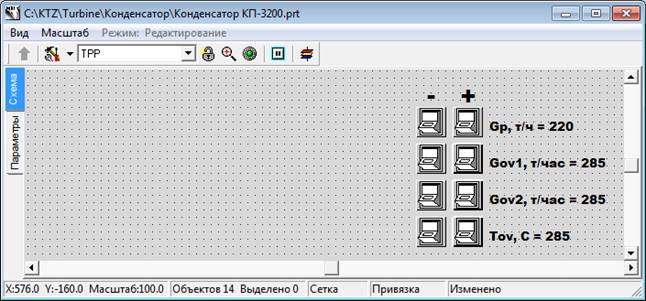 C:\KTZ\Turbine\Конденсатор\Конденсатор КП-3200.prt
Вид Масштаб Режим: Редактирование
TPP
Схема
Параметры
- +
Gp, т/ч = 220
Gov1, т/час = 285
Gov2, т/час = 285
Tov, C = 285
X:576.0 Y:-160.0 Масштаб:100.0 Объектов 14 Выделено 0 Сетка Привязка Изменено